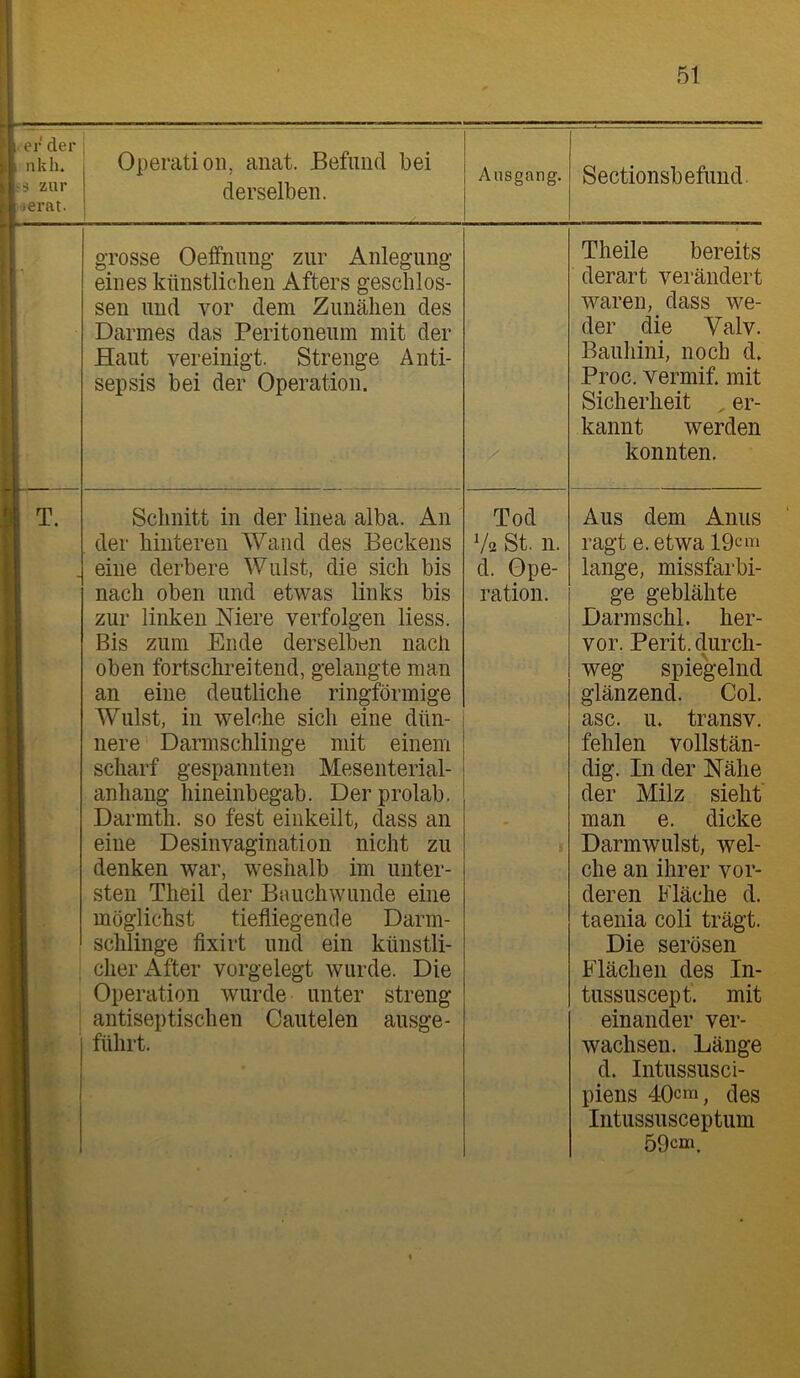 51
er der
nkh.
s zur
erat.
Operation, anat. Befund bei
derselben.
Ausgang.
Sectionsbefund.
grosse Oeffnung zur Anlegung
eines künstlichen Afters geschlos-
sen und vor dem Zunähen des
Darmes das Peritoneum mit der
Haut vereinigt. Strenge Anti-
sepsis bei der Operation.
Theile bereits
derart verändert
waren, dass we-
der die Valv.
Bauhini, noch d.
Proc. vermif. mit
Sicherheit er-
kannt werden
konnten.
T.
Schnitt in der linea alba. An
der hinteren Wand des Beckens
eine derbere Wulst, die sich bis
nach oben und etwas links bis
zur linken Niere verfolgen liess.
Bis zum Ende derselben nach
oben fortschreitend, gelangte man
an eine deutliche ringförmige
Wulst, in welche sich eine dün-
nere Darmschlinge mit einem
scharf gespannten Mesenterial-
anhang hineinbegab. Der prolab.
Darmth. so fest einkeilt, dass an
eine Desinvagination nicht zu
denken war, weshalb im unter-
sten Theil der Bauchwunde eine
möglichst tiefliegende Darm-
schlinge fixirt und ein künstli-
cher After vorgelegt wurde. Die
Operation wurde unter streng
antiseptischen Cautelen ausge-
führt.
Tod
½ St. n.
d. Ope-
ration.
Aus dem Anus
ragt e. etwa 19cm
lange, missfarbi-
ge geblähte
Darmschl. her-
vor. Perit. durch-
weg spiegelnd
glänzend. Col.
asc. u. transv.
fehlen vollstän-
dig. In der Nähe
der Milz sieht
man e. dicke
Darmwulst, wel-
che an ihrer vor-
deren Fläche d.
taenia coli trägt.
Die serösen
Flächen des In-
tussuscept. mit
einander ver-
wachsen. Länge
d. Intussusci-
piens 40cm, des
Intussusceptum
59cm.